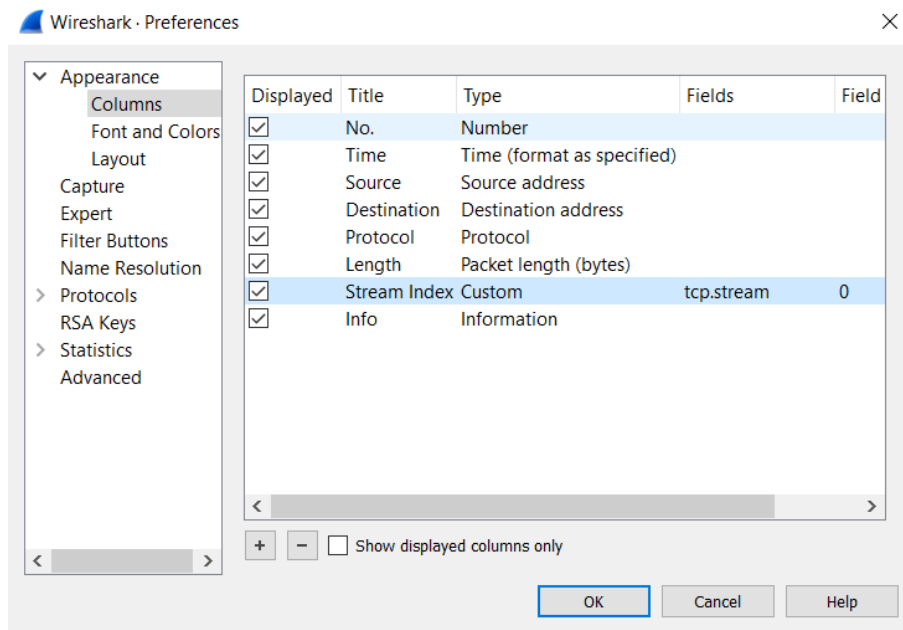 Wireshark · Preferences
Appearance
Columns
Font and Colors
Layout
Capture
Expert
Filter Buttons
Name Resolution
Protocols
RSA Keys
Statistics
Advanced
Displayed Title Type Fields Field
No. Number
Time Time (format as specified)
Source Source address
Destination Destination address
Protocol Protocol
Length Packet length (bytes)
Stream Index Custom tcp.stream 0
Info Information
+ − Show displayed columns only
OK Cancel Help